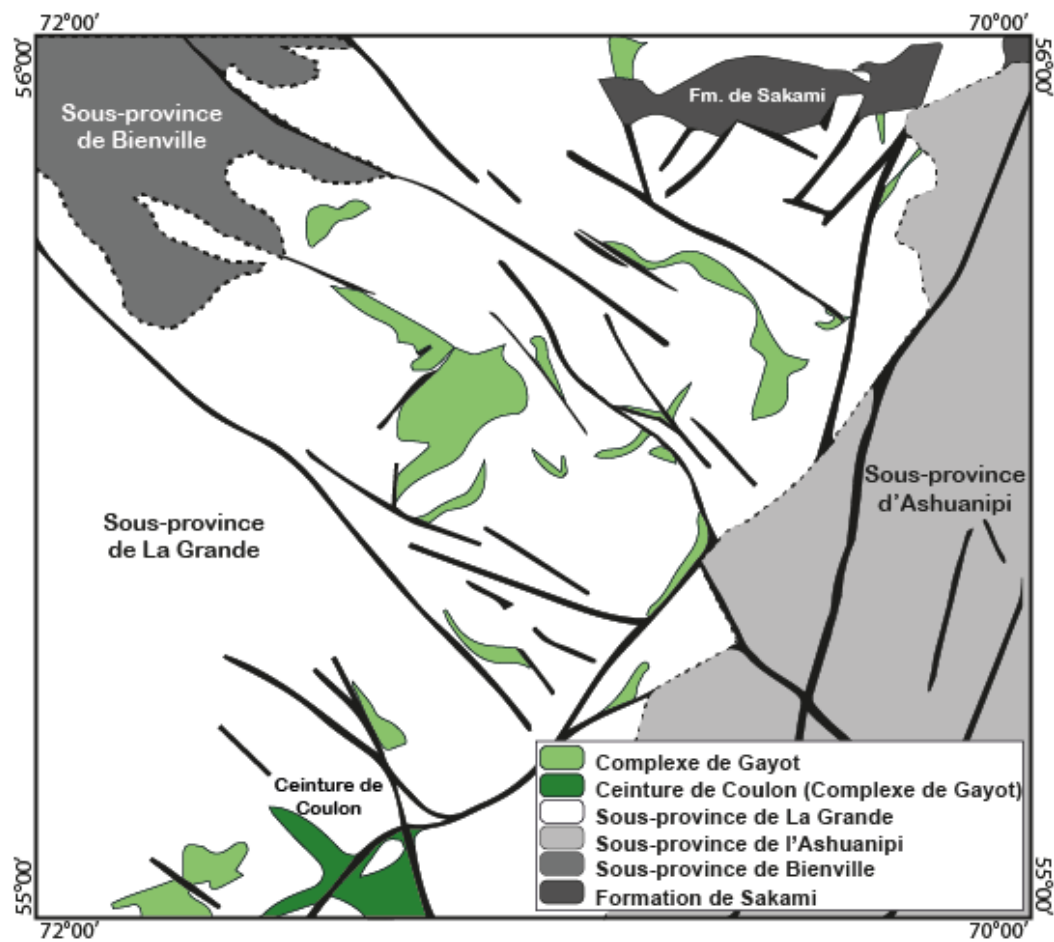 72°00’
70°00’
56°00’
56°00’
Sous-province
de Bienville
Fm. de Sakami
Sous-province
d’Ashuanipi
Sous-province
de La Grande
Ceinture de
Coulon
Complexe de Gayot
Ceinture de Coulon (Complexe de Gayot)
Sous-province de La Grande
Sous-province de l’Ashuanipi
Sous-province de Bienville
Formation de Sakami
55°00’
55°00’
72°00’
70°00’